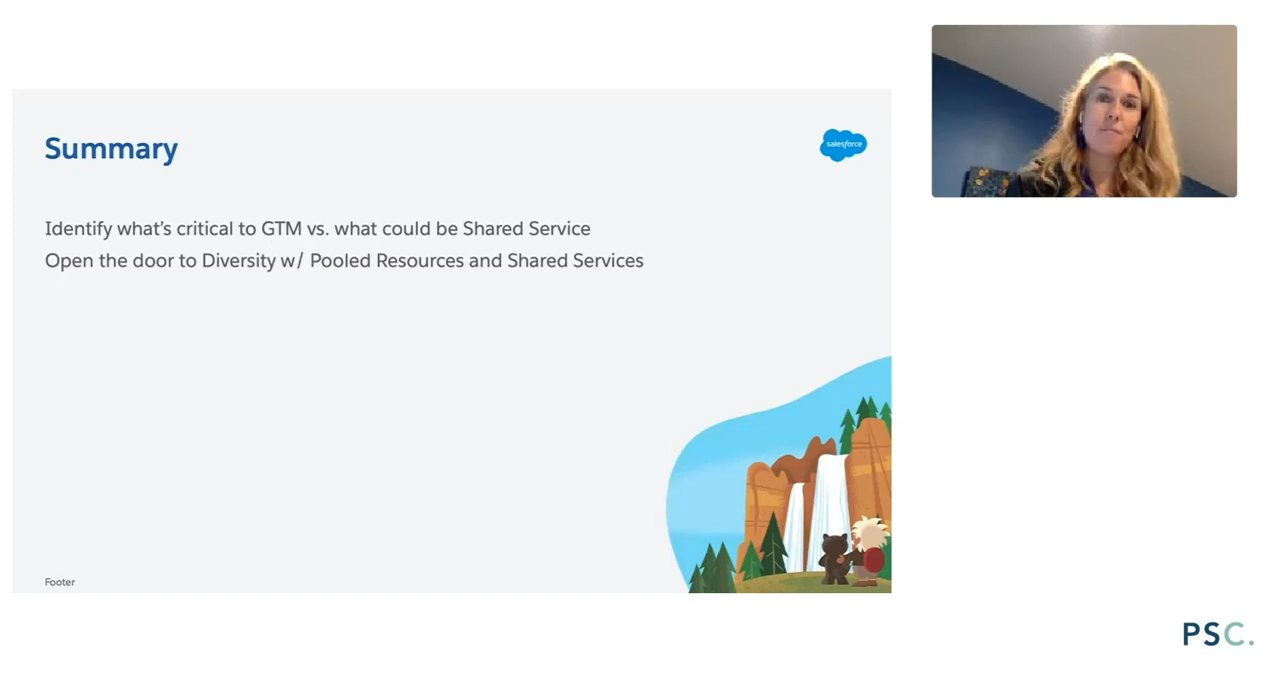 Summary
salesforce
Identify what's critical to GTM vs. what could be Shared Service
Open the door to Diversity w/ Pooled Resources and Shared Services
Footer
PSC.